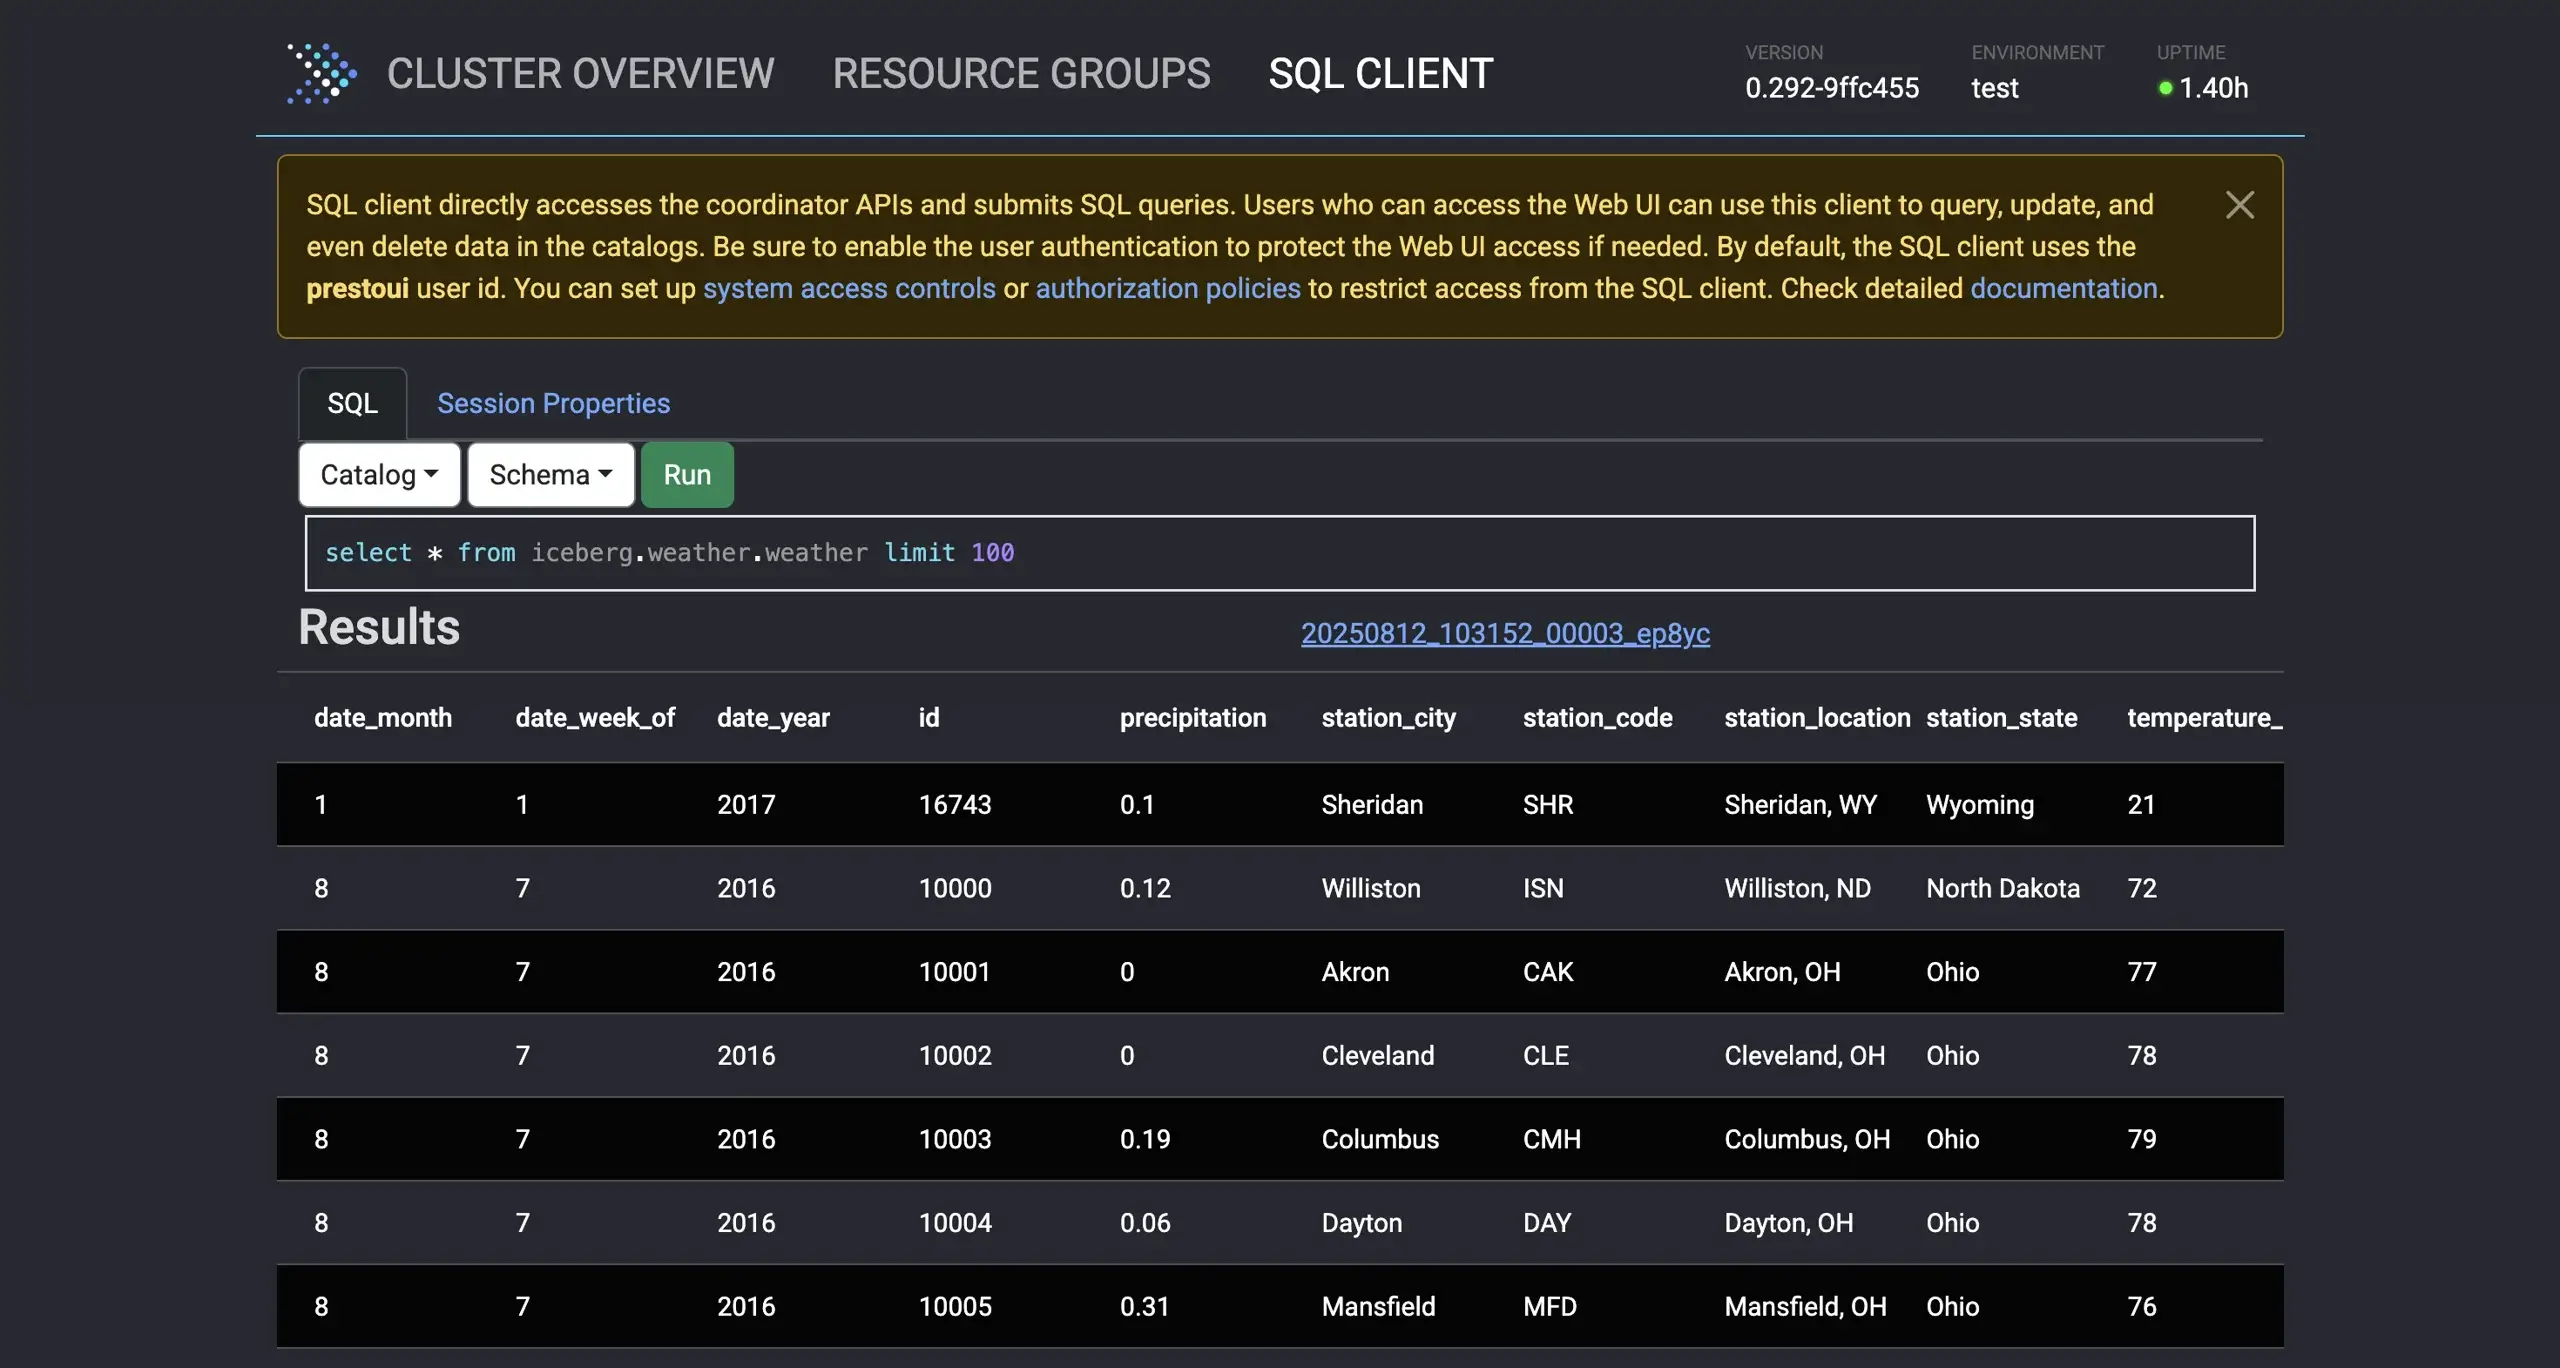 CLUSTER OVERVIEW RESOURCE GROUPS SQL CLIENT
VERSION ENVIRONMENT UPTIME
0.292-9ffc455 test 1.40h
SQL client directly accesses the coordinator APIs and submits SQL queries. Users who can access the Web UI can use this client to query, update, and
even delete data in the catalogs. Be sure to enable the user authentication to protect the Web UI access if needed. By default, the SQL client uses the
prestoui user id. You can set up system access controls or authorization policies to restrict access from the SQL client. Check detailed documentation.
SQL Session Properties
Catalog Schema Run
select * from iceberg.weather.weather limit 100
Results 20250812_103152_00003_ep8yc
date_month date_week_of date_year id precipitation station_city station_code station_location station_state temperature_
1 1 2017 16743 0.1 Sheridan SHR Sheridan, WY Wyoming 21
8 7 2016 10000 0.12 Williston ISN Williston, ND North Dakota 72
8 7 2016 10001 0 Akron CAK Akron, OH Ohio 77
8 7 2016 10002 0 Cleveland CLE Cleveland, OH Ohio 78
8 7 2016 10003 0.19 Columbus CMH Columbus, OH Ohio 79
8 7 2016 10004 0.06 Dayton DAY Dayton, OH Ohio 78
8 7 2016 10005 0.31 Mansfield MFD Mansfield, OH Ohio 76